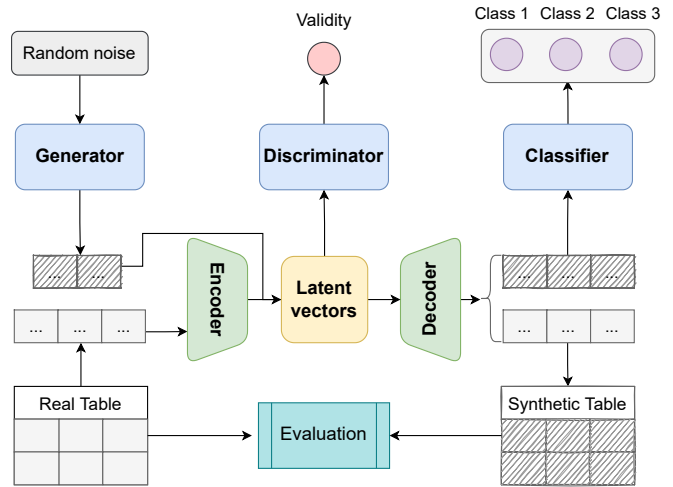 Validity
Class 1 Class 2 Class 3
Random noise
Generator
Discriminator
Classifier
... ...
Encoder
Latent
vectors
Decoder
... ... ...
... ... ...
... ... ...
Real Table
Evaluation
Synthetic Table